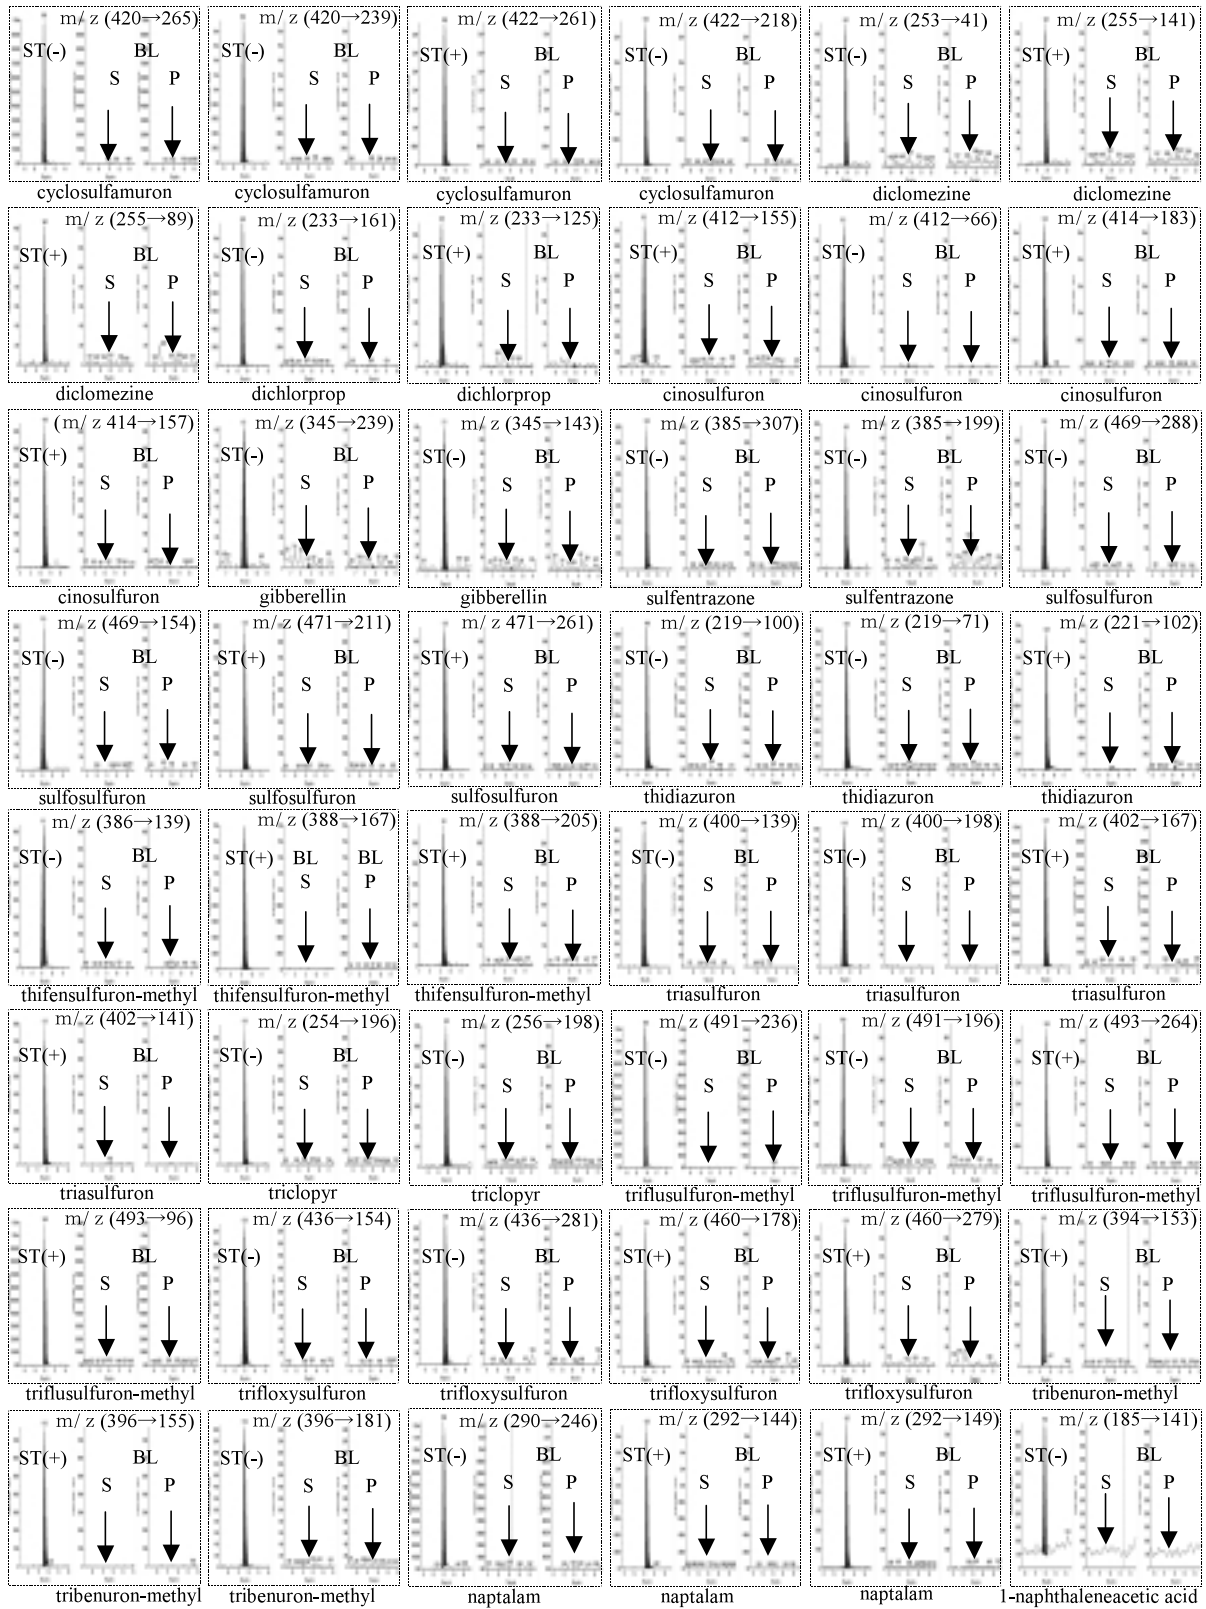 m/z (420→265) m/z (420→239) m/z (422→261) m/z (422→218) m/z (253→41) m/z (255→141)
ST(-) BL ST(-) BL ST(+) BL ST(-) BL ST(-) BL ST(-) BL
S P S P S P S P S P S P
cyclosulfamuron cyclosulfamuron cyclosulfamuron cyclosulfamuron diclomezine diclomezine
m/z (255→89) m/z (233→161) m/z (233→125) m/z (412→155) m/z (412→66) m/z (414→183)
ST(+) BL ST(-) BL ST(+) BL ST(+) BL ST(-) BL ST(+) BL
S P S P S P S P S P S P
diclomezine dichlorprop dichlorprop cinosulfuron cinosulfuron cinosulfuron
(m/z 414→157) m/z (345→239) m/z (345→143) m/z (385→307) m/z (385→199) m/z (469→288)
ST(+) BL ST(-) BL ST(-) BL ST(-) BL ST(-) BL ST(-) BL
S P S P S P S P S P S P
cinosulfuron gibberellin gibberellin sulfentrazone sulfentrazone sulfosulfuron
m/z (469→154) m/z (471→211) m/z 471→261) m/z (219→100) m/z (219→71) m/z (221→102)
ST(-) BL ST(+) BL ST(+) BL ST(-) BL ST(-) BL ST(+) BL
S P S P S P S P S P S P
sulfosulfuron sulfosulfuron sulfosulfuron thidiazuron thidiazuron thidiazuron
m/z (386→139) m/z (388→167) m/z (388→205) m/z (400→139) m/z (400→198) m/z (402→167)
ST(-) BL ST(+) BL BL ST(+) BL ST(-) BL ST(-) BL ST(+) BL
S P S P S P S P S P S P
thifensulfuron-methyl thifensulfuron-methyl thifensulfuron-methyl triasulfuron triasulfuron triasulfuron
m/z (402→141) m/z (254→196) m/z (256→198) m/z (491→236) m/z (491→196) m/z (493→264)
ST(+) BL ST(-) BL ST(-) BL ST(-) BL ST(-) BL ST(+) BL
S P S P S P S P S P S P
triasulfuron triclopyr triclopyr triflusulfuron-methyl triflusulfuron-methyl triflusulfuron-methyl
m/z (493→96) m/z (436→154) m/z (436→281) m/z (460→178) m/z (460→279) m/z (394→153)
ST(+) BL ST(-) BL ST(-) BL ST(+) BL ST(+) BL ST(+) BL
S P S P S P S P S P S P
triflusulfuron-methyl trifloxysulfuron trifloxysulfuron trifloxysulfuron trifloxysulfuron tribenuron-methyl
m/z (396→155) m/z (396→181) m/z (290→246) m/z (292→144) m/z (292→149) m/z (185→141)
ST(+) BL ST(-) BL ST(-) BL ST(+) BL ST(+) BL ST(-) BL
S P S P S P S P S P S P
tribenuron-methyl tribenuron-methyl naptalam naptalam naptalam 1-naphthaleneacetic acid